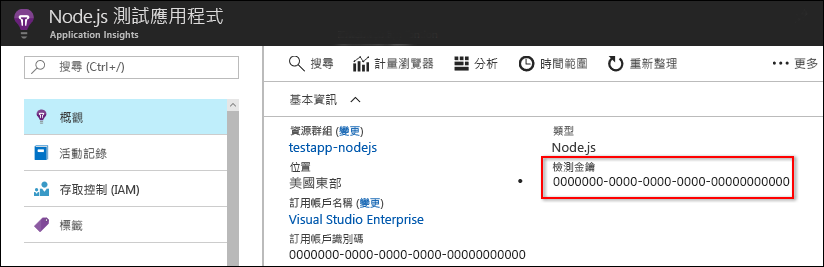 Node.js 測試應用程式
Application Insights
搜尋 (Ctrl+/)
概觀
活動記錄
存取控制 (IAM)
標籤
搜尋 計量瀏覽器 分析 時間範圍 重新整理 ••• 更多
基本資訊
資源群組 (變更)
testapp-nodejs
位置
美國東部
訂用帳戶名稱 (變更)
Visual Studio Enterprise
訂用帳戶識別碼
0000000-0000-0000-0000-00000000000
類型
Node.js
檢測金鑰
0000000-0000-0000-0000-00000000000